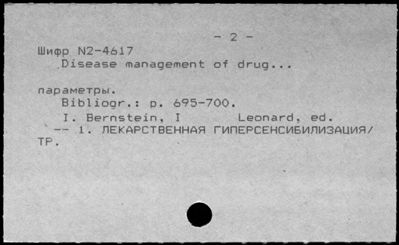 - 2 -
Шифр N2-4617
Disease management of drug...
параметры.
Bibliogr.: p. 695-700.
I. Bernstein, I Leonard, ed.
-- 1. ЛЕКАРСТВЕННАЯ ГИПЕРСЕНСИБИЛИЗАЦИЯ/
ТР.